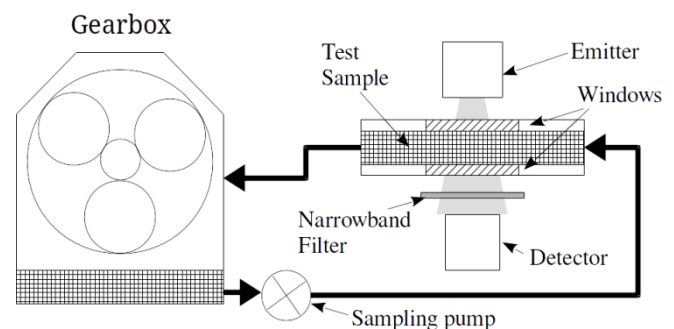 Gearbox
Test
Sample
Emitter
Windows
Narrowband
Filter
Detector
Sampling pump